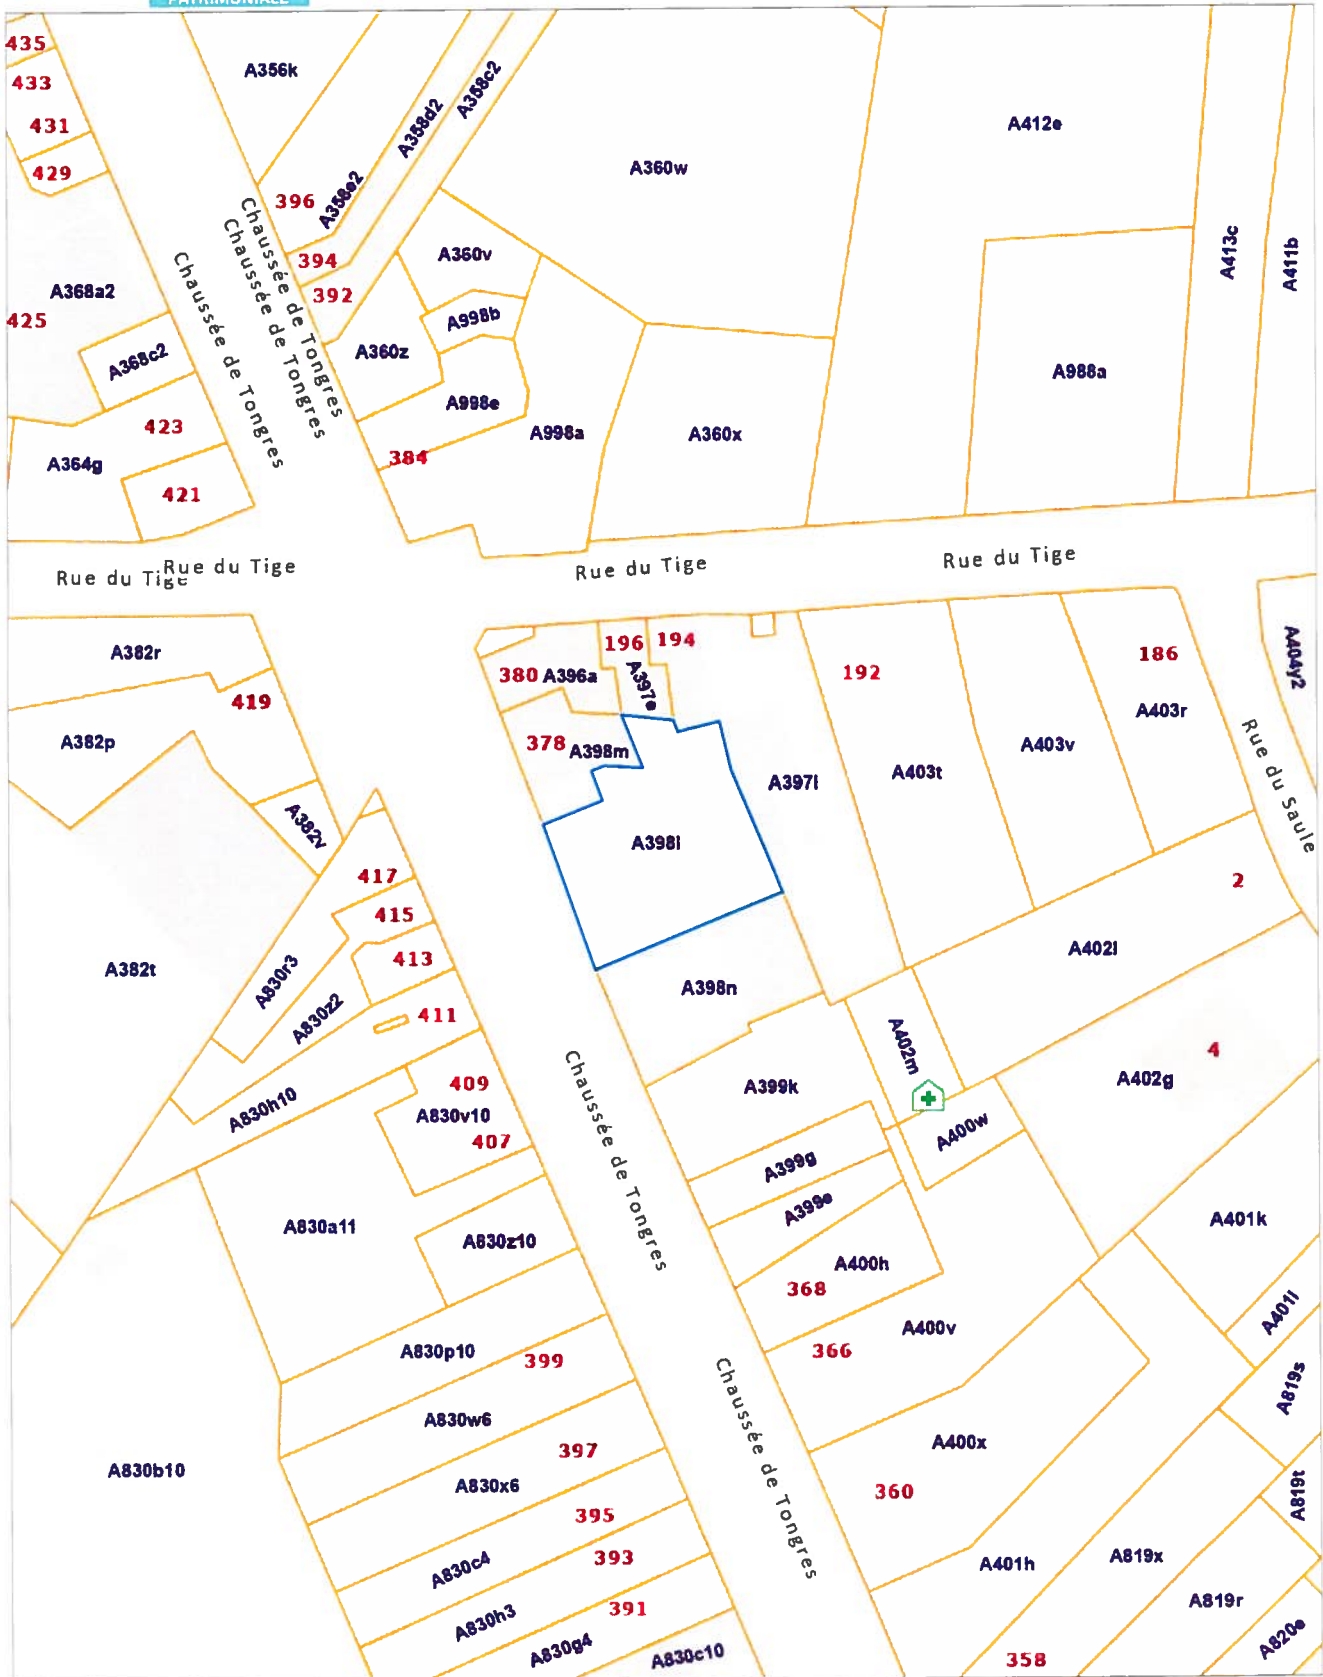 PATRIMONIALE
435
433
431
429
A356k
A358d2
A358c2
A358e2
396
394
392
A360w
A412e
A413c
A411b
A360v
A998b
A360z
A998e
A998a
A360x
A988a
384
Chaussée de Tongres
Chaussée de Tongres
Chaussée de Tongres
A368a2
425
A368c2
423
A364g
421
Rue du Tige
Rue du Tige
Rue du Tige
Rue du Tige
A382r
419
A382p
A382v
A382t
380
A396a
196
194
A397e
378
A398m
A398l
A397l
192
A403t
A403v
186
A403r
A404y2
Rue du Saule
2
A402l
417
415
413
411
A830r3
A830z2
A830h10
409
A830v10
407
A398n
A399k
A402m
4
A402g
A400w
A399g
A399e
A400h
368
A400v
366
A401k
A401l
A819s
A819t
A830a11
A830z10
Chaussée de Tongres
A830p10
399
A830w6
397
A830x6
395
A830b10
A830c4
393
A830h3
391
A830g4
A830c10
Chaussée de Tongres
A400x
360
A401h
A819x
A819r
A820e
358